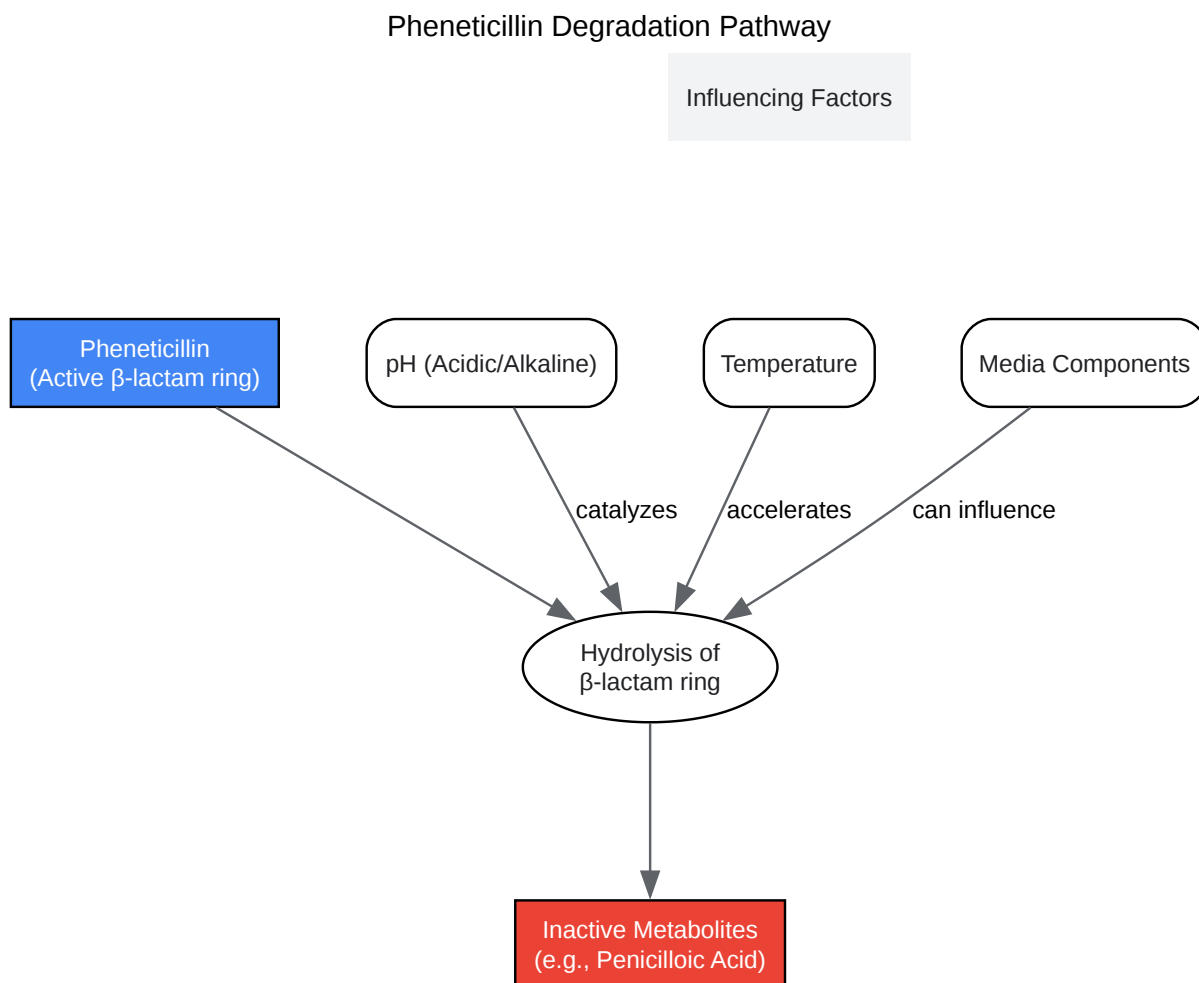 Pheneticillin Degradation Pathway
Influencing Factors
Pheneticillin
(Active β-lactam ring)
pH (Acidic/Alkaline)
Temperature
Media Components
catalyzes
accelerates
can influence
Hydrolysis of
β-lactam ring
Inactive Metabolites
(e.g., Penicilloic Acid)